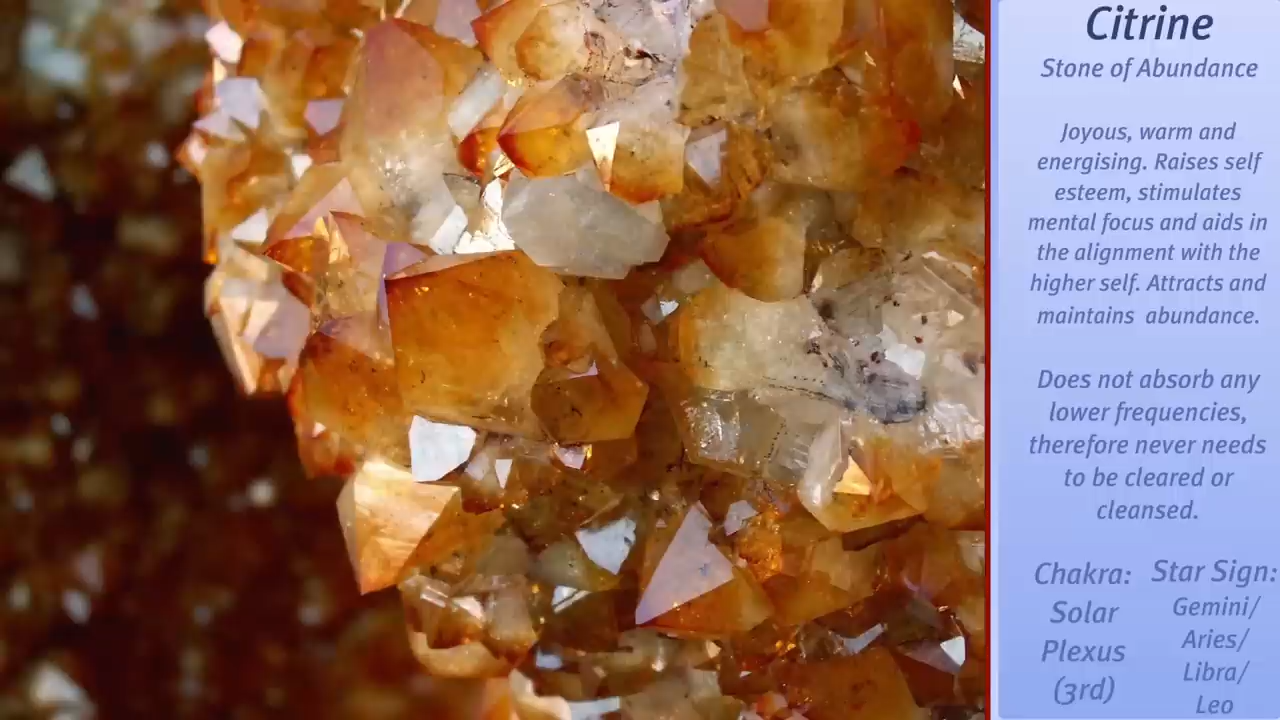 Citrine
Stone of Abundance
Joyous, warm and
energising. Raises self
esteem, stimulates
mental focus and aids in
the alignment with the
higher self. Attracts and
maintains abundance.
Does not absorb any
lower frequencies,
therefore never needs
to be cleared or
cleansed.
Chakra:
Solar
Plexus
(3rd)
Star Sign:
Gemini/
Aries/
Libra/
Leo